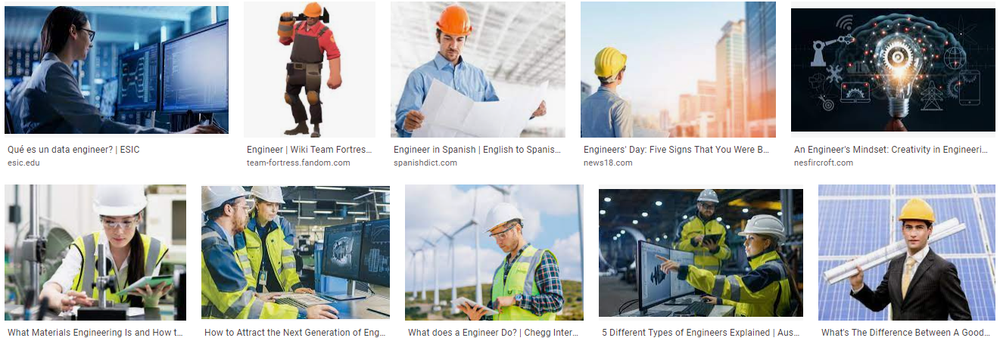 Qué es un data engineer? | ESIC
esic.edu
Engineer | Wiki Team Fortres...
team-fortress.fandom.com
Engineer in Spanish | English to Spanis...
spanishdict.com
Engineers' Day: Five Signs That You Were B...
news18.com
An Engineer's Mindset: Creativity in Engineeri...
nesfircroft.com
What Materials Engineering Is and How t...
How to Attract the Next Generation of Eng...
What does a Engineer Do? | Chegg Inter...
5 Different Types of Engineers Explained | Aus...
What's The Difference Between A Good...